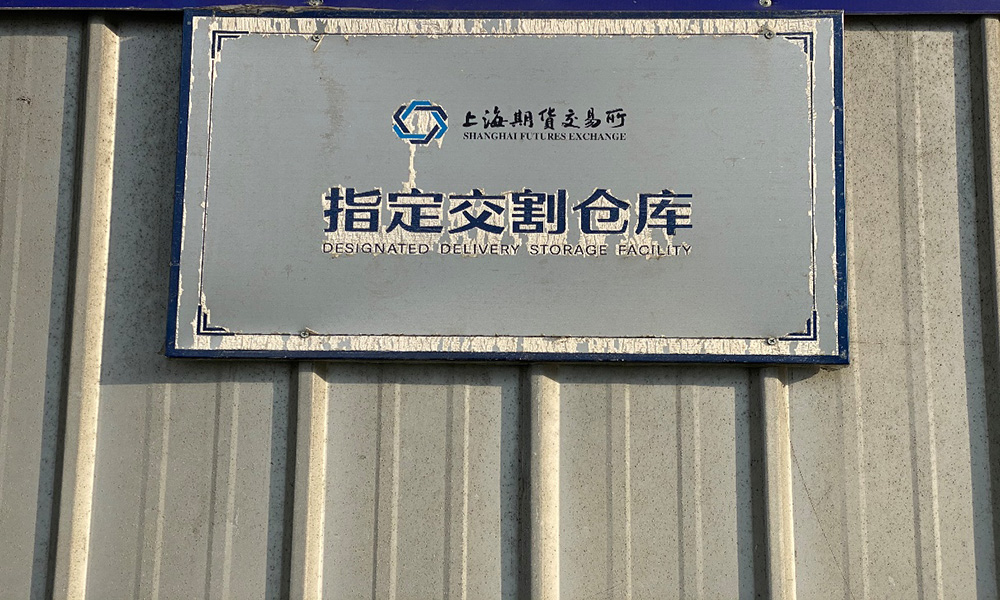 上海期货交易所
SHANGHAI FUTURES EXCHANGE
指定交割仓库
DESIGNATED DELIVERY STORAGE FACILITY